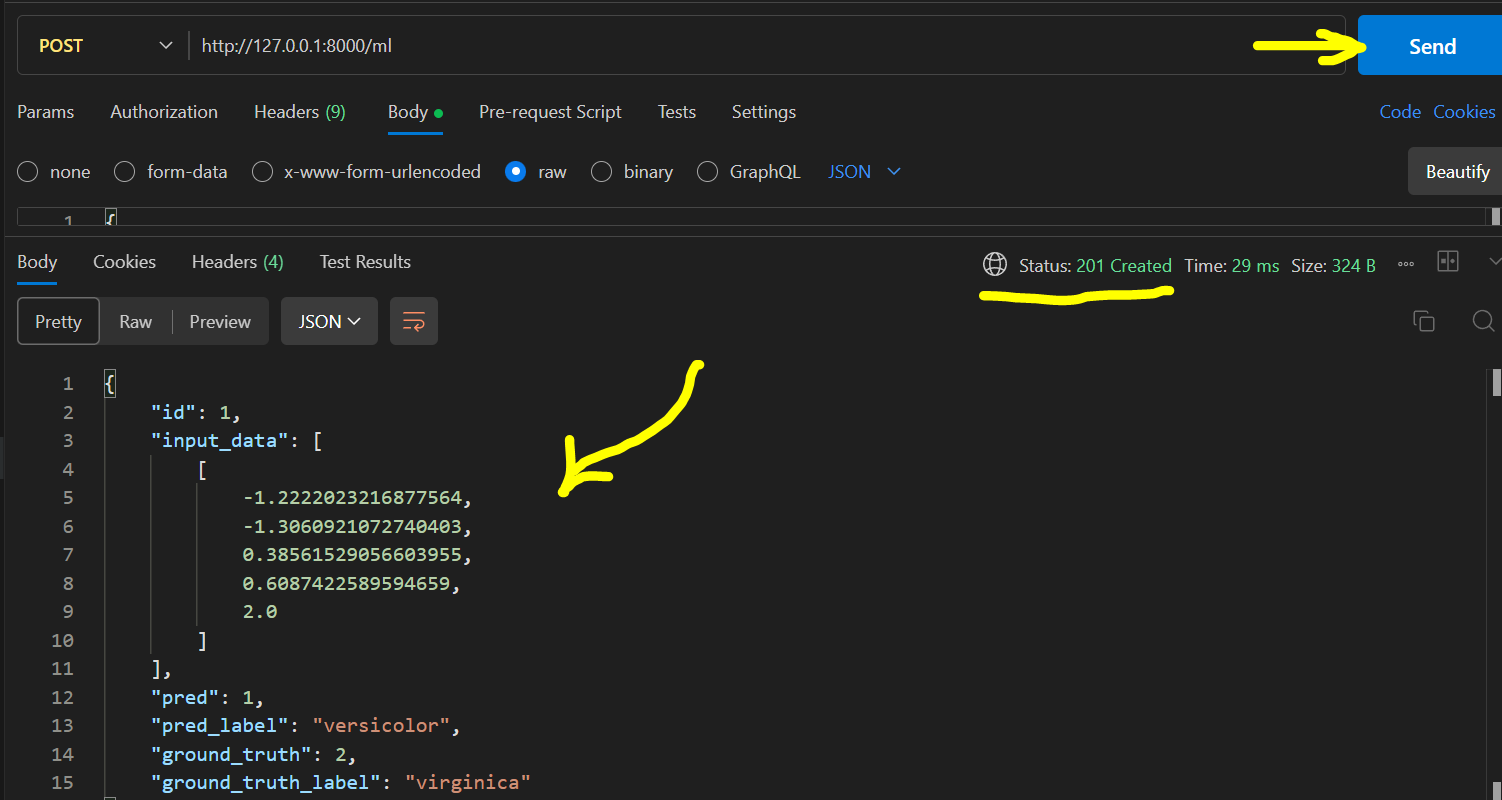 POST http://127.0.0.1:8000/ml Send
Params Authorization Headers (9) Body Pre-request Script Tests Settings Code Cookies
none form-data x-www-form-urlencoded raw binary GraphQL JSON Beautify
1 {
Body Cookies Headers (4) Test Results Status: 201 Created Time: 29 ms Size: 324 B
Pretty Raw Preview JSON
1 {
2 "id": 1,
3 "input_data": [
4 [
5 -1.2222023216877564,
6 -1.3060921072740403,
7 0.38561529056603955,
8 0.6087422589594659,
9 2.0
10 ]
11 ],
12 "pred": 1,
13 "pred_label": "versicolor",
14 "ground_truth": 2,
15 "ground_truth_label": "virginica"